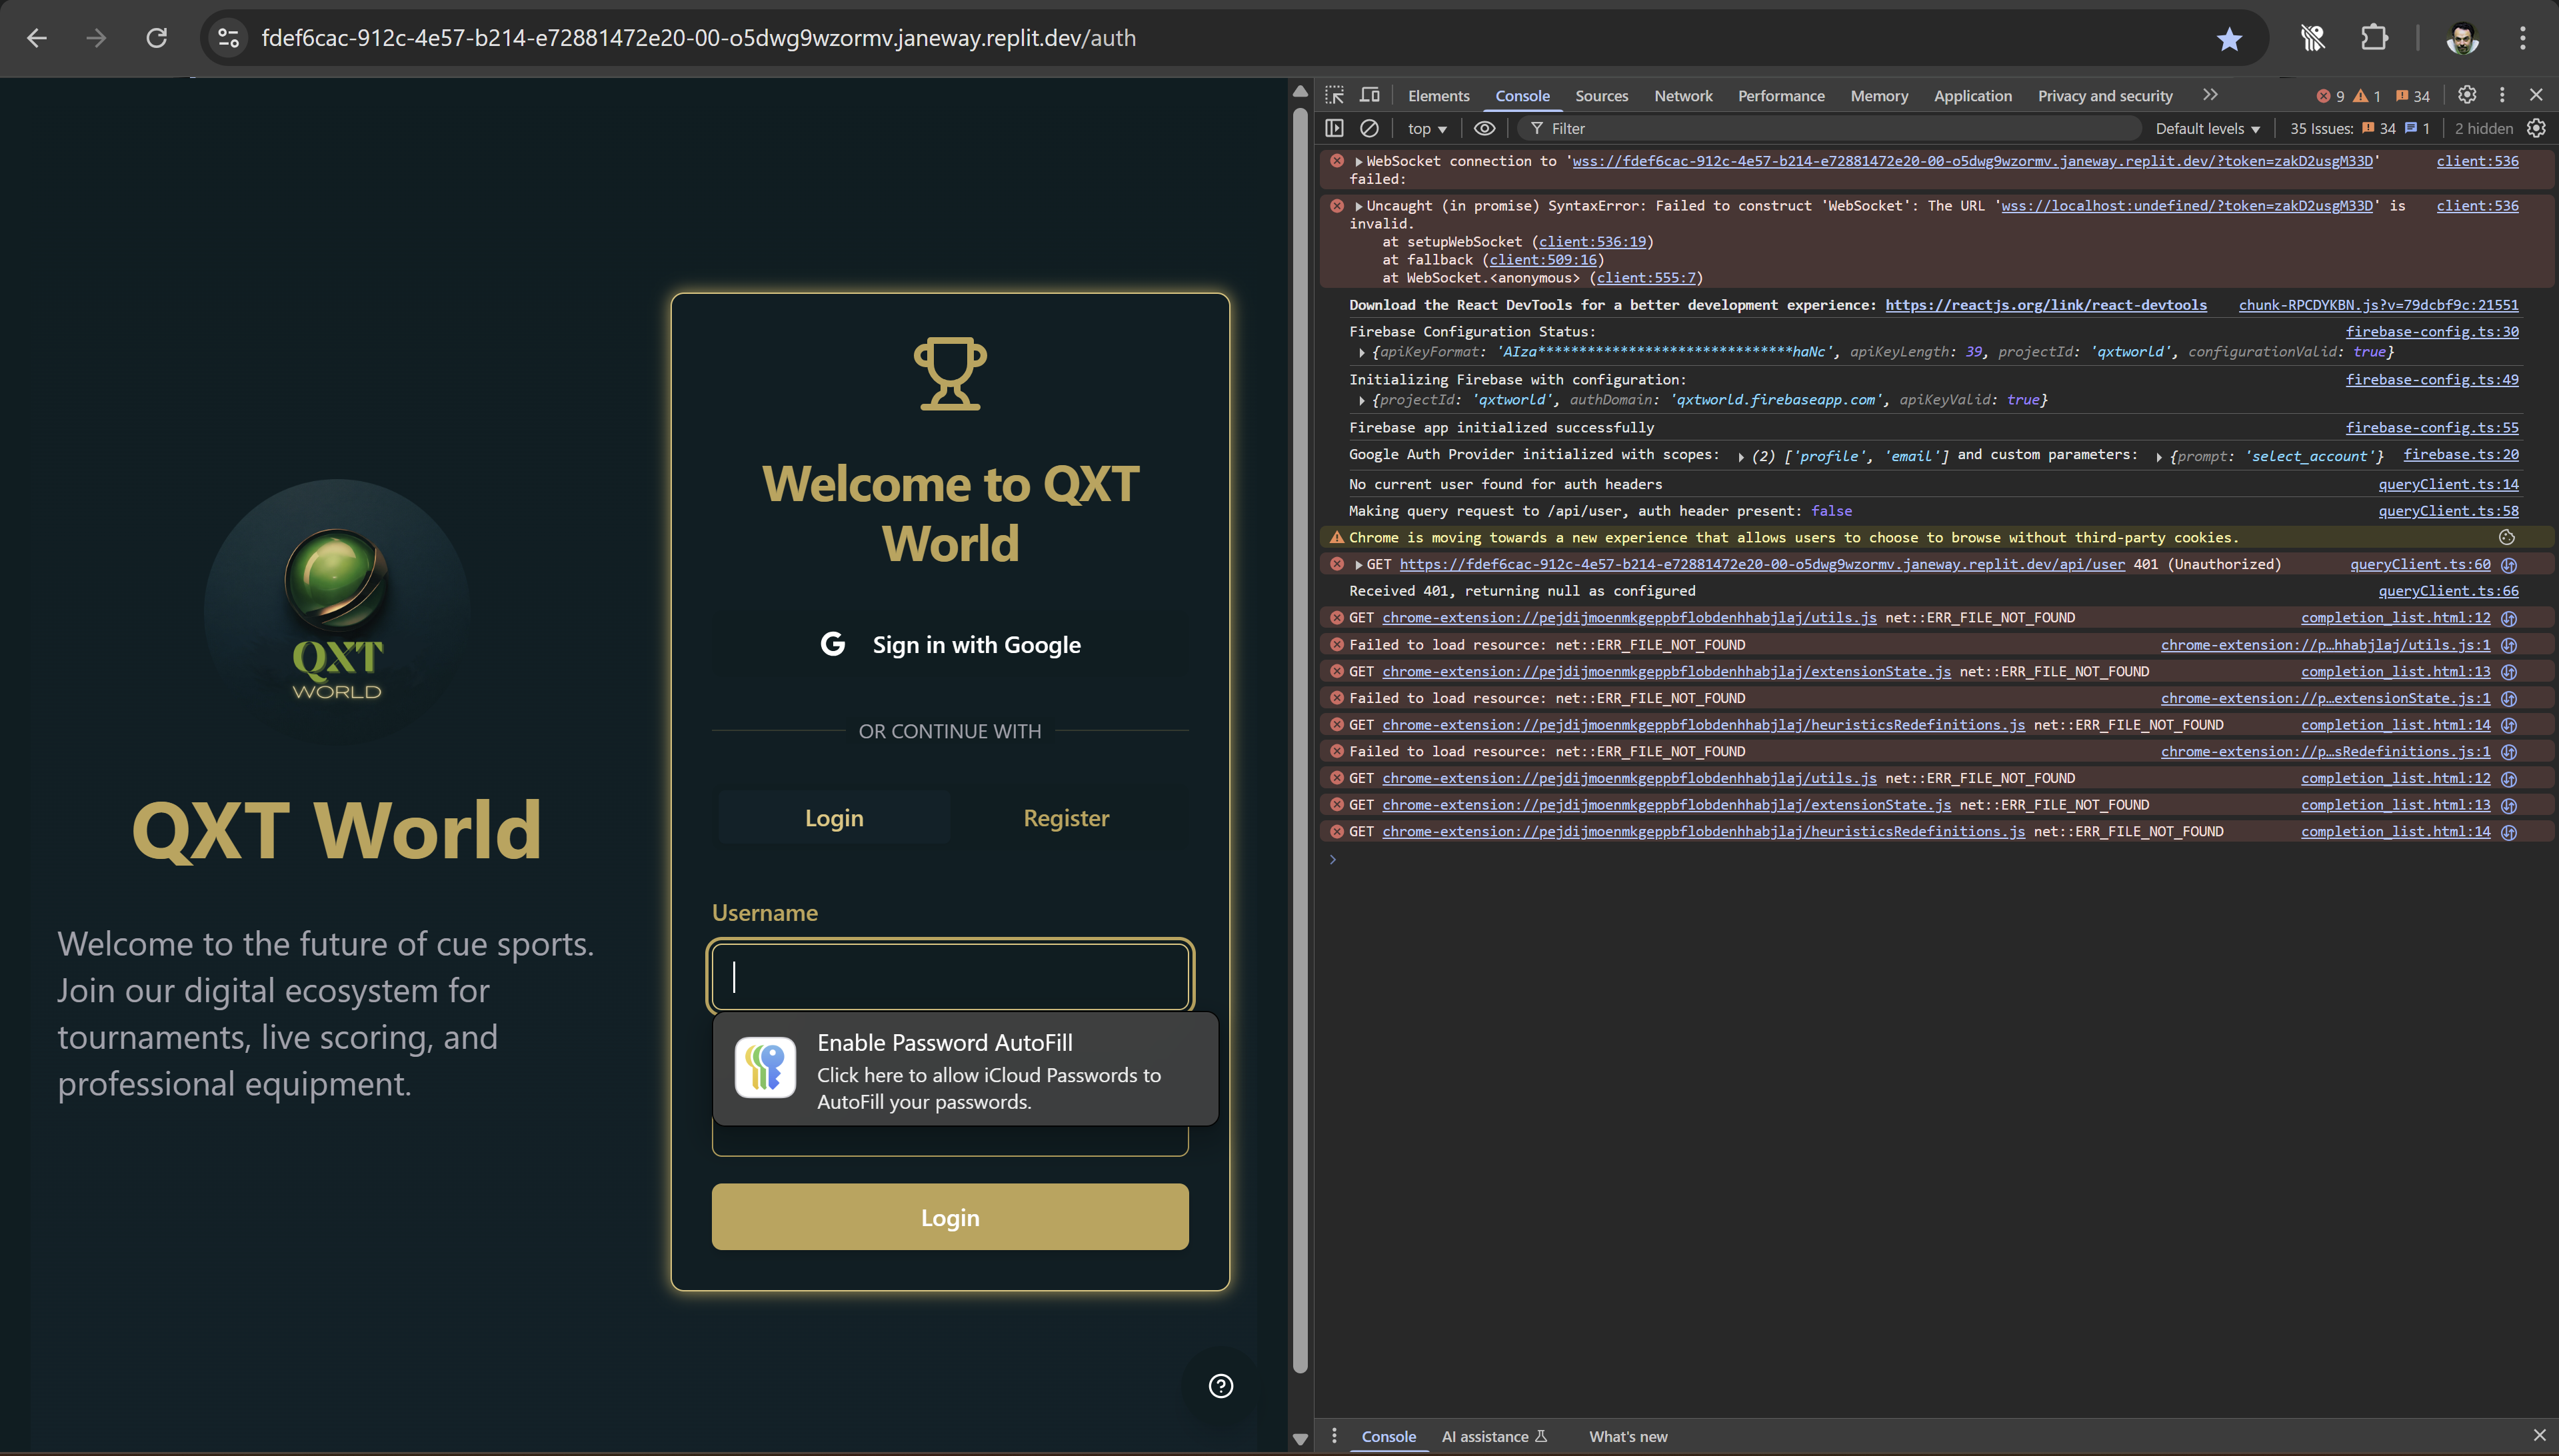 fdef6cac-912c-4e57-b214-e72881472e20-00-o5dwg9wzormv.janeway.replit.dev/auth
QXT
WORLD
QXT World
Welcome to the future of cue sports.
Join our digital ecosystem for
tournaments, live scoring, and
professional equipment.
Welcome to QXT
World
Sign in with Google
OR CONTINUE WITH
Login Register
Username
Enable Password AutoFill
Click here to allow iCloud Passwords to
AutoFill your passwords.
Login
Elements Console Sources Network Performance Memory Application Privacy and security 9 1 34
top Filter Default levels 35 Issues: 34 1 2 hidden
WebSocket connection to 'wss://fdef6cac-912c-4e57-b214-e72881472e20-00-o5dwg9wzormv.janeway.replit.dev/?token=zakD2usgM33D' client:536
failed:
Uncaught (in promise) SyntaxError: Failed to construct 'WebSocket': The URL 'wss://localhost:undefined/?token=zakD2usgM33D' is client:536
invalid.
at setupWebSocket (client:536:19)
at fallback (client:509:16)
at WebSocket.<anonymous> (client:555:7)
Download the React DevTools for a better development experience: https://reactjs.org/link/react-devtools chunk-RPCDYKBN.js?v=79dcbf9c:21551
Firebase Configuration Status: firebase-config.ts:30
{apiKeyFormat: 'AIza*******************************haNc', apiKeyLength: 39, projectId: 'qxtworld', configurationValid: true}
Initializing Firebase with configuration: firebase-config.ts:49
{projectId: 'qxtworld', authDomain: 'qxtworld.firebaseapp.com', apiKeyValid: true}
Firebase app initialized successfully firebase-config.ts:55
Google Auth Provider initialized with scopes: (2) ['profile', 'email'] and custom parameters: {prompt: 'select_account'} firebase.ts:20
No current user found for auth headers queryClient.ts:14
Making query request to /api/user, auth header present: false queryClient.ts:58
Chrome is moving towards a new experience that allows users to choose to browse without third-party cookies.
GET https://fdef6cac-912c-4e57-b214-e72881472e20-00-o5dwg9wzormv.janeway.replit.dev/api/user 401 (Unauthorized) queryClient.ts:60
Received 401, returning null as configured queryClient.ts:66
GET chrome-extension://pejdijmoenmkgeppbflobdenhhabjlaj/utils.js net::ERR_FILE_NOT_FOUND completion_list.html:12
Failed to load resource: net::ERR_FILE_NOT_FOUND chrome-extension://p…hhabjlaj/utils.js:1
GET chrome-extension://pejdijmoenmkgeppbflobdenhhabjlaj/extensionState.js net::ERR_FILE_NOT_FOUND completion_list.html:13
Failed to load resource: net::ERR_FILE_NOT_FOUND chrome-extension://p…extensionState.js:1
GET chrome-extension://pejdijmoenmkgeppbflobdenhhabjlaj/heuristicsRedefinitions.js net::ERR_FILE_NOT_FOUND completion_list.html:14
Failed to load resource: net::ERR_FILE_NOT_FOUND chrome-extension://p…sRedefinitions.js:1
GET chrome-extension://pejdijmoenmkgeppbflobdenhhabjlaj/utils.js net::ERR_FILE_NOT_FOUND completion_list.html:12
GET chrome-extension://pejdijmoenmkgeppbflobdenhhabjlaj/extensionState.js net::ERR_FILE_NOT_FOUND completion_list.html:13
GET chrome-extension://pejdijmoenmkgeppbflobdenhhabjlaj/heuristicsRedefinitions.js net::ERR_FILE_NOT_FOUND completion_list.html:14
Console AI assistance What's new